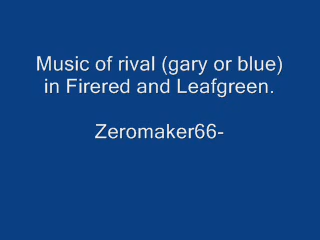 Music of rival (gary or blue)
in Firered and Leafgreen.
Zeromaker66-